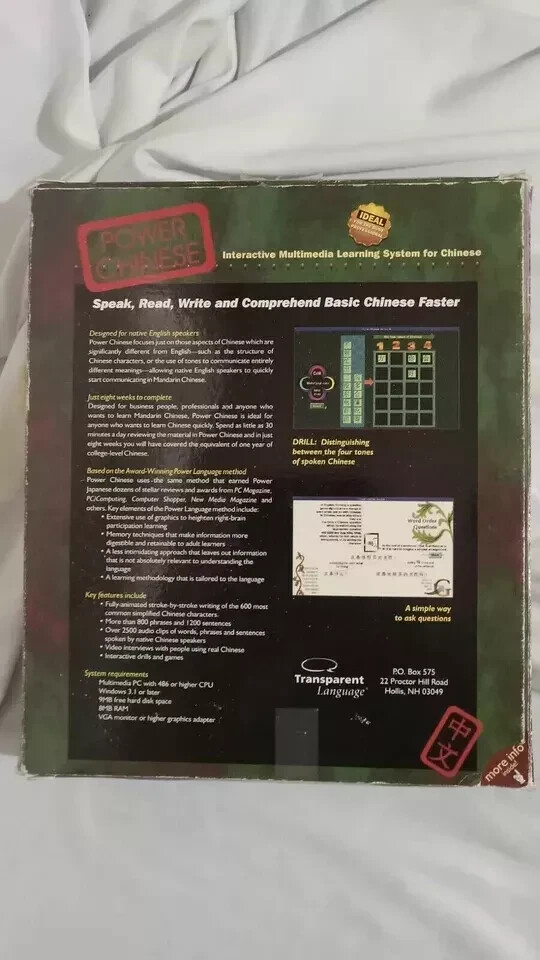 POWER
CHINESE
IDEAL
FOR THE BUSY
PROFESSIONAL
Interactive Multimedia Learning System for Chinese
Speak, Read, Write and Comprehend Basic Chinese Faster
Designed for native English speakers
Power Chinese focuses just on those aspects of Chinese which are
significantly different from English—such as the structure of
Chinese characters, or the use of tones to communicate entirely
different meanings—allowing native English speakers to quickly
start communicating in Mandarin Chinese.
Just eight weeks to complete
Designed for business people, professionals and anyone who
wants to learn Mandarin Chinese, Power Chinese is ideal for
anyone who wants to learn Chinese quickly. Spend as little as 30
minutes a day reviewing the material in Power Chinese and in just
eight weeks you will have covered the equivalent of one year of
college-level Chinese.
Based on the Award-Winning Power Language method
Power Chinese uses the same method that earned Power
Japanese dozens of stellar reviews and awards from PC Magazine,
PC/Computing, Computer Shopper, New Media Magazine and
others. Key elements of the Power Language method include:
• Extensive use of graphics to heighten right-brain
participation learning
• Memory techniques that make information more
digestible and retainable to adult learners
• A less intimidating approach that leaves out information
that is not absolutely relevant to understanding the
language
• A learning methodology that is tailored to the language
Key features include
• Fully-animated stroke-by-stroke writing of the 600 most
common simplified Chinese characters
• More than 800 phrases and 1200 sentences
• Over 2500 audio clips of words, phrases and sentences
spoken by native Chinese speakers
• Video interviews with people using real Chinese
• Interactive drills and games
System requirements
Multimedia PC with 486 or higher CPU
Windows 3.1 or later
9MB free hard disk space
8MB RAM
VGA monitor or higher graphics adapter
1 2 3 4
DRILL: Distinguishing
between the four tones
of spoken Chinese
Word Order
Question
A simple way
to ask questions
Transparent
Language
P.O. Box 575
22 Proctor Hill Road
Hollis, NH 03049
中文
more info
inside!